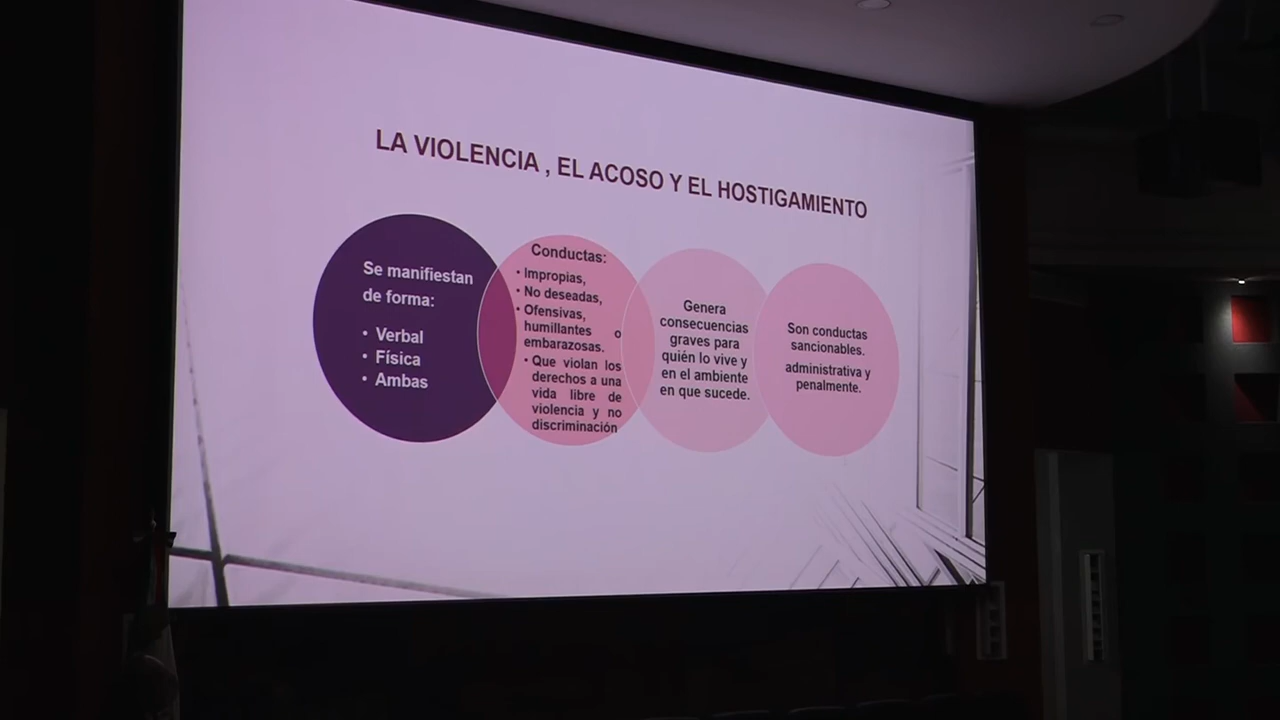 LA VIOLENCIA , EL ACOSO Y EL HOSTIGAMIENTO
Se manifiestan
de forma:
• Verbal
• Física
• Ambas
Conductas:
• Impropias,
• No deseadas,
• Ofensivas,
humillantes o
embarazosas.
• Que violan los
derechos a una
vida libre de
violencia y no
discriminación
Genera
consecuencias
graves para
quién lo vive y
en el ambiente
en que sucede.
Son conductas
sancionables.
administrativa y
penalmente.